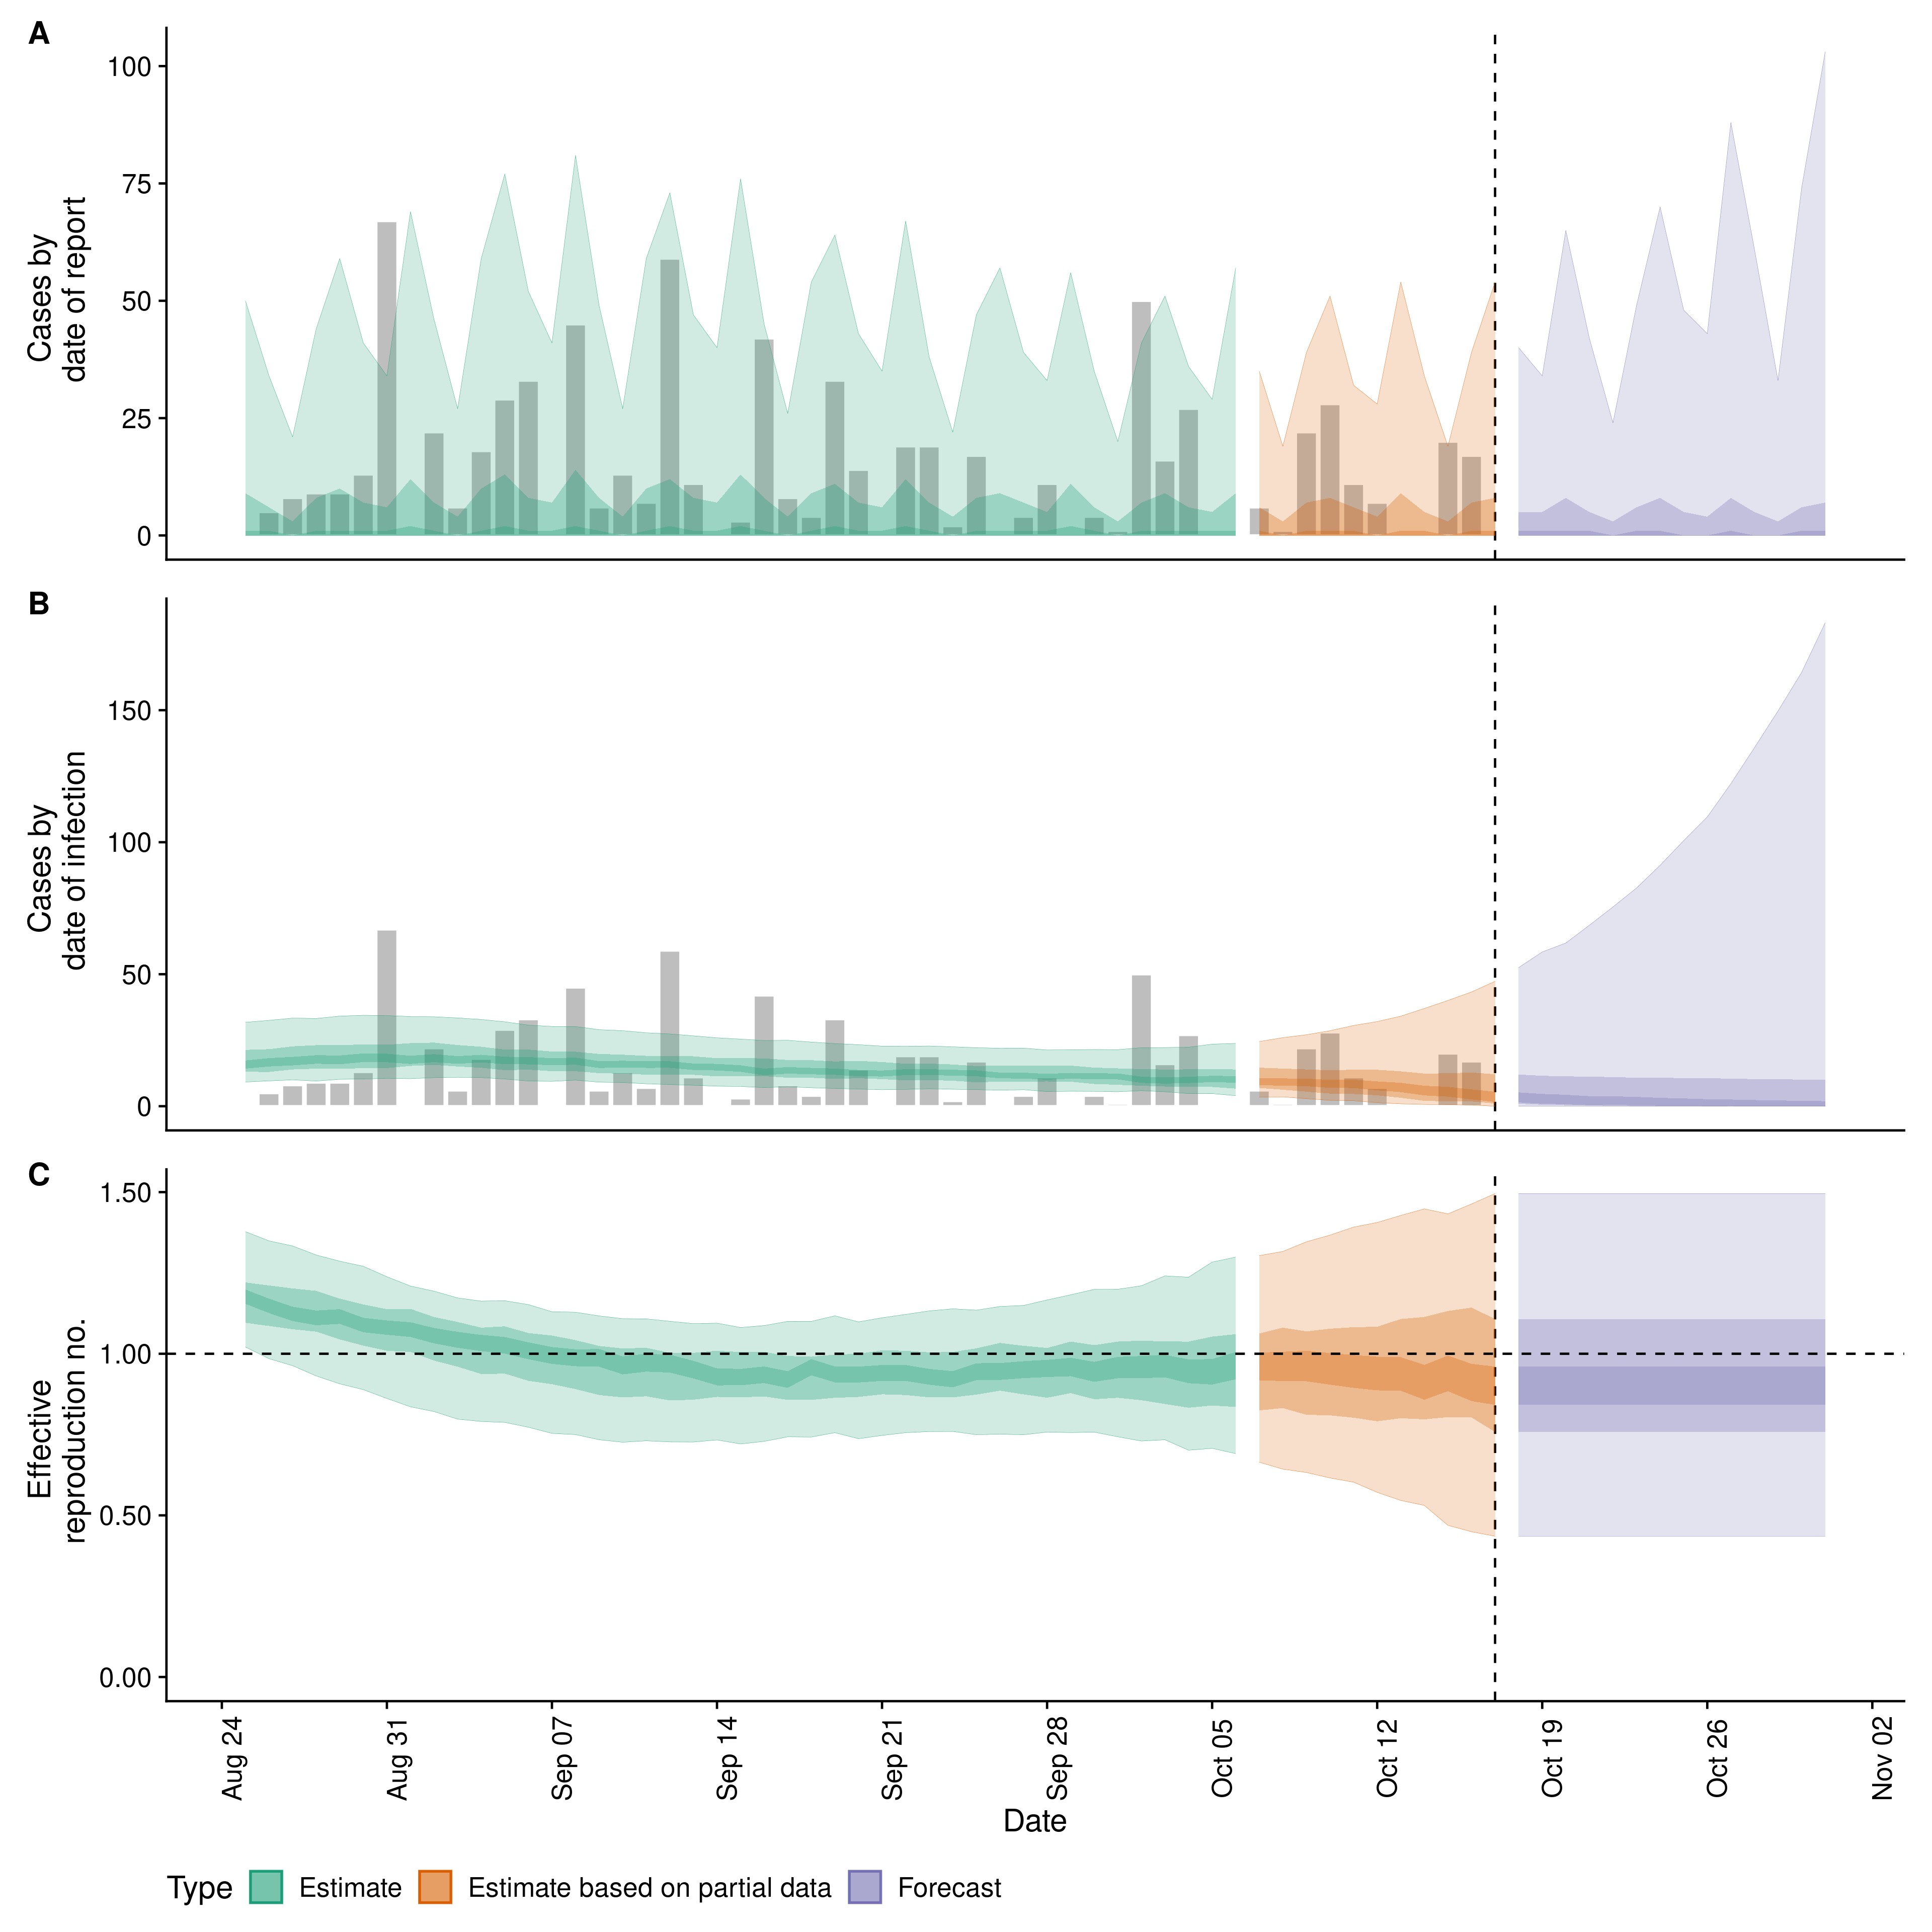 A
Cases by
date of report
100
75
50
25
0
B
Cases by
date of infection
150
100
50
0
C
Effective
reproduction no.
1.50
1.00
0.50
0.00
Aug 24
Aug 31
Sep 07
Sep 14
Sep 21
Sep 28
Oct 05
Oct 12
Oct 19
Oct 26
Nov 02
Date
Type
Estimate
Estimate based on partial data
Forecast